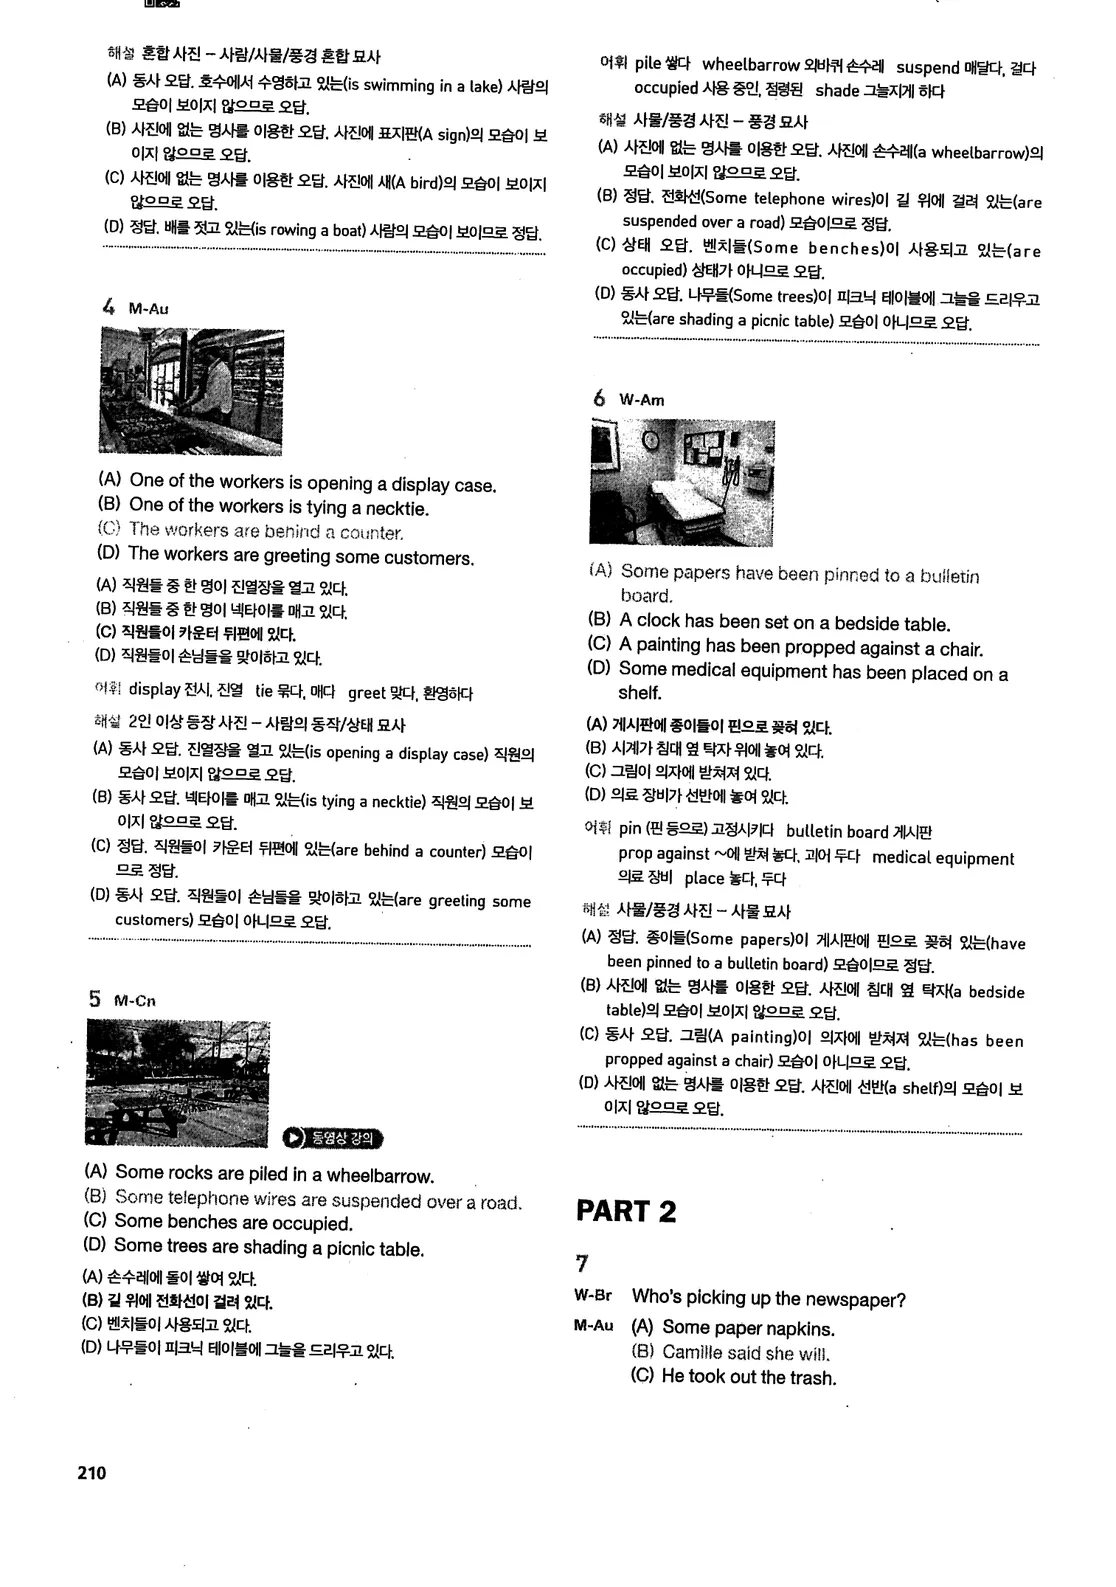 해설 혼합 사진 – 사람/사물/풍경 혼합 묘사
(A) 동사 오답. 호수에서 수영하고 있는(is swimming in a lake) 사람의
모습이 보이지 않으므로 오답.
(B) 사진에 없는 명사를 이용한 오답. 사진에 표지판(A sign)의 모습이 보
이지 않으므로 오답.
(C) 사진에 없는 명사를 이용한 오답. 사진에 새(A bird)의 모습이 보이지
않으므로 오답.
(D) 정답. 배를 젓고 있는(is rowing a boat) 사람의 모습이 보이므로 정답.
4 M-Au
(A) One of the workers is opening a display case.
(B) One of the workers is tying a necktie.
(C) The workers are behind a counter.
(D) The workers are greeting some customers.
(A) 직원들 중 한 명이 진열장을 열고 있다.
(B) 직원들 중 한 명이 넥타이를 매고 있다.
(C) 직원들이 카운터 뒤편에 있다.
(D) 직원들이 손님들을 맞이하고 있다.
어휘 display 전시, 진열 tie 묶다, 매다 greet 맞다, 환영하다
해설 2인 이상 등장 사진 – 사람의 동작/상태 묘사
(A) 동사 오답. 진열장을 열고 있는(is opening a display case) 직원의
모습이 보이지 않으므로 오답.
(B) 동사 오답. 넥타이를 매고 있는(is tying a necktie) 직원의 모습이 보
이지 않으므로 오답.
(C) 정답. 직원들이 카운터 뒤편에 있는(are behind a counter) 모습이
므로 정답.
(D) 동사 오답. 직원들이 손님들을 맞이하고 있는(are greeting some
customers) 모습이 아니므로 오답.
5 M-Cn
동영상 강의
(A) Some rocks are piled in a wheelbarrow.
(B) Some telephone wires are suspended over a road.
(C) Some benches are occupied.
(D) Some trees are shading a picnic table.
(A) 손수레에 돌이 쌓여 있다.
(B) 길 위에 전화선이 걸려 있다.
(C) 벤치들이 사용되고 있다.
(D) 나무들이 피크닉 테이블에 그늘을 드리우고 있다.
210
어휘 pile 쌓다 wheelbarrow 외바퀴 손수레 suspend 매달다, 걸다
occupied 사용 중인, 점령된 shade 그늘지게 하다
해설 사물/풍경 사진 – 풍경 묘사
(A) 사진에 없는 명사를 이용한 오답. 사진에 손수레(a wheelbarrow)의
모습이 보이지 않으므로 오답.
(B) 정답. 전화선(Some telephone wires)이 길 위에 걸려 있는(are
suspended over a road) 모습이므로 정답.
(C) 상태 오답. 벤치들(Some benches)이 사용되고 있는(are
occupied) 상태가 아니므로 오답.
(D) 동사 오답. 나무들(Some trees)이 피크닉 테이블에 그늘을 드리우고
있는(are shading a picnic table) 모습이 아니므로 오답.
6 W-Am
(A) Some papers have been pinned to a bulletin
board.
(B) A clock has been set on a bedside table.
(C) A painting has been propped against a chair.
(D) Some medical equipment has been placed on a
shelf.
(A) 게시판에 종이들이 핀으로 꽂혀 있다.
(B) 시계가 침대 옆 탁자 위에 놓여 있다.
(C) 그림이 의자에 받쳐져 있다.
(D) 의료 장비가 선반에 놓여 있다.
어휘 pin (핀 등으로) 고정시키다 bulletin board 게시판
prop against ~에 받쳐 놓다, 괴어 두다 medical equipment
의료 장비 place 놓다, 두다
해설 사물/풍경 사진 – 사물 묘사
(A) 정답. 종이들(Some papers)이 게시판에 핀으로 꽂혀 있는(have
been pinned to a bulletin board) 모습이므로 정답.
(B) 사진에 없는 명사를 이용한 오답. 사진에 침대 옆 탁자(a bedside
table)의 모습이 보이지 않으므로 오답.
(C) 동사 오답. 그림(A painting)이 의자에 받쳐져 있는(has been
propped against a chair) 모습이 아니므로 오답.
(D) 사진에 없는 명사를 이용한 오답. 사진에 선반(a shelf)의 모습이 보
이지 않으므로 오답.
PART 2
7
W-Br Who's picking up the newspaper?
M-Au (A) Some paper napkins.
(B) Camille said she will.
(C) He took out the trash.